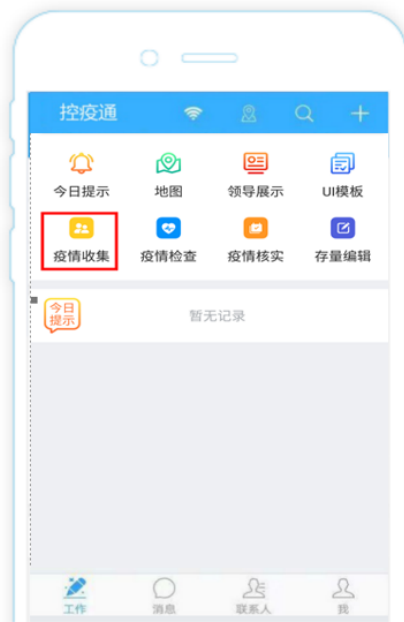 控疫通
今日提示 地图 领导展示 UI模板
疫情收集 疫情检查 疫情核实 存量编辑
今日
提示
暂无记录
工作 消息 联系人 我